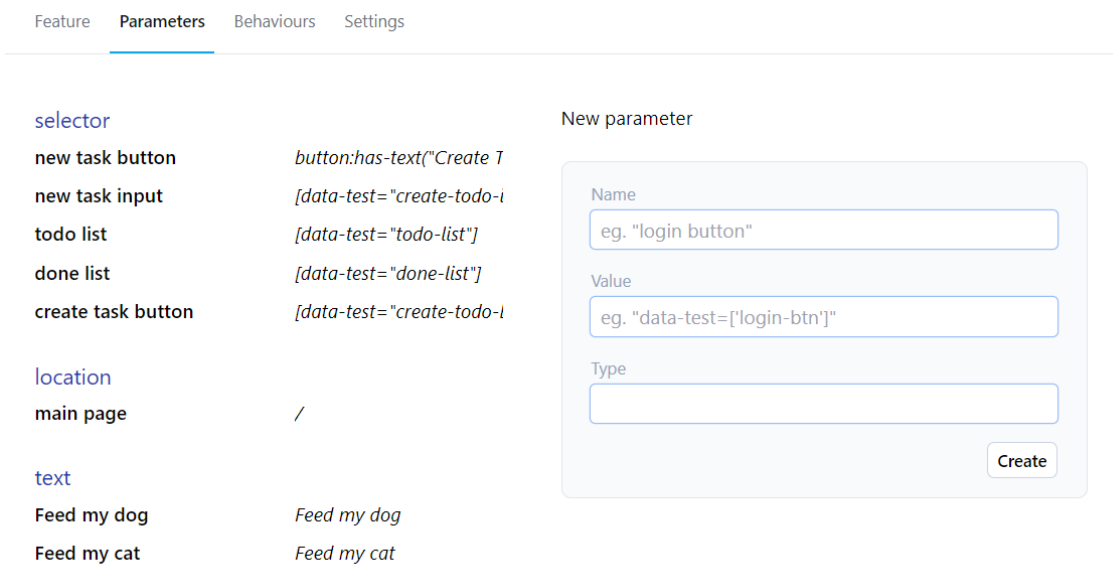 Feature Parameters Behaviours Settings
selector
new task button button:has-text("Create T
new task input [data-test="create-todo-i
todo list [data-test="todo-list"]
done list [data-test="done-list"]
create task button [data-test="create-todo-l
location
main page /
text
Feed my dog Feed my dog
Feed my cat Feed my cat
New parameter
Name
eg. "login button"
Value
eg. "data-test=['login-btn']"
Type
Create